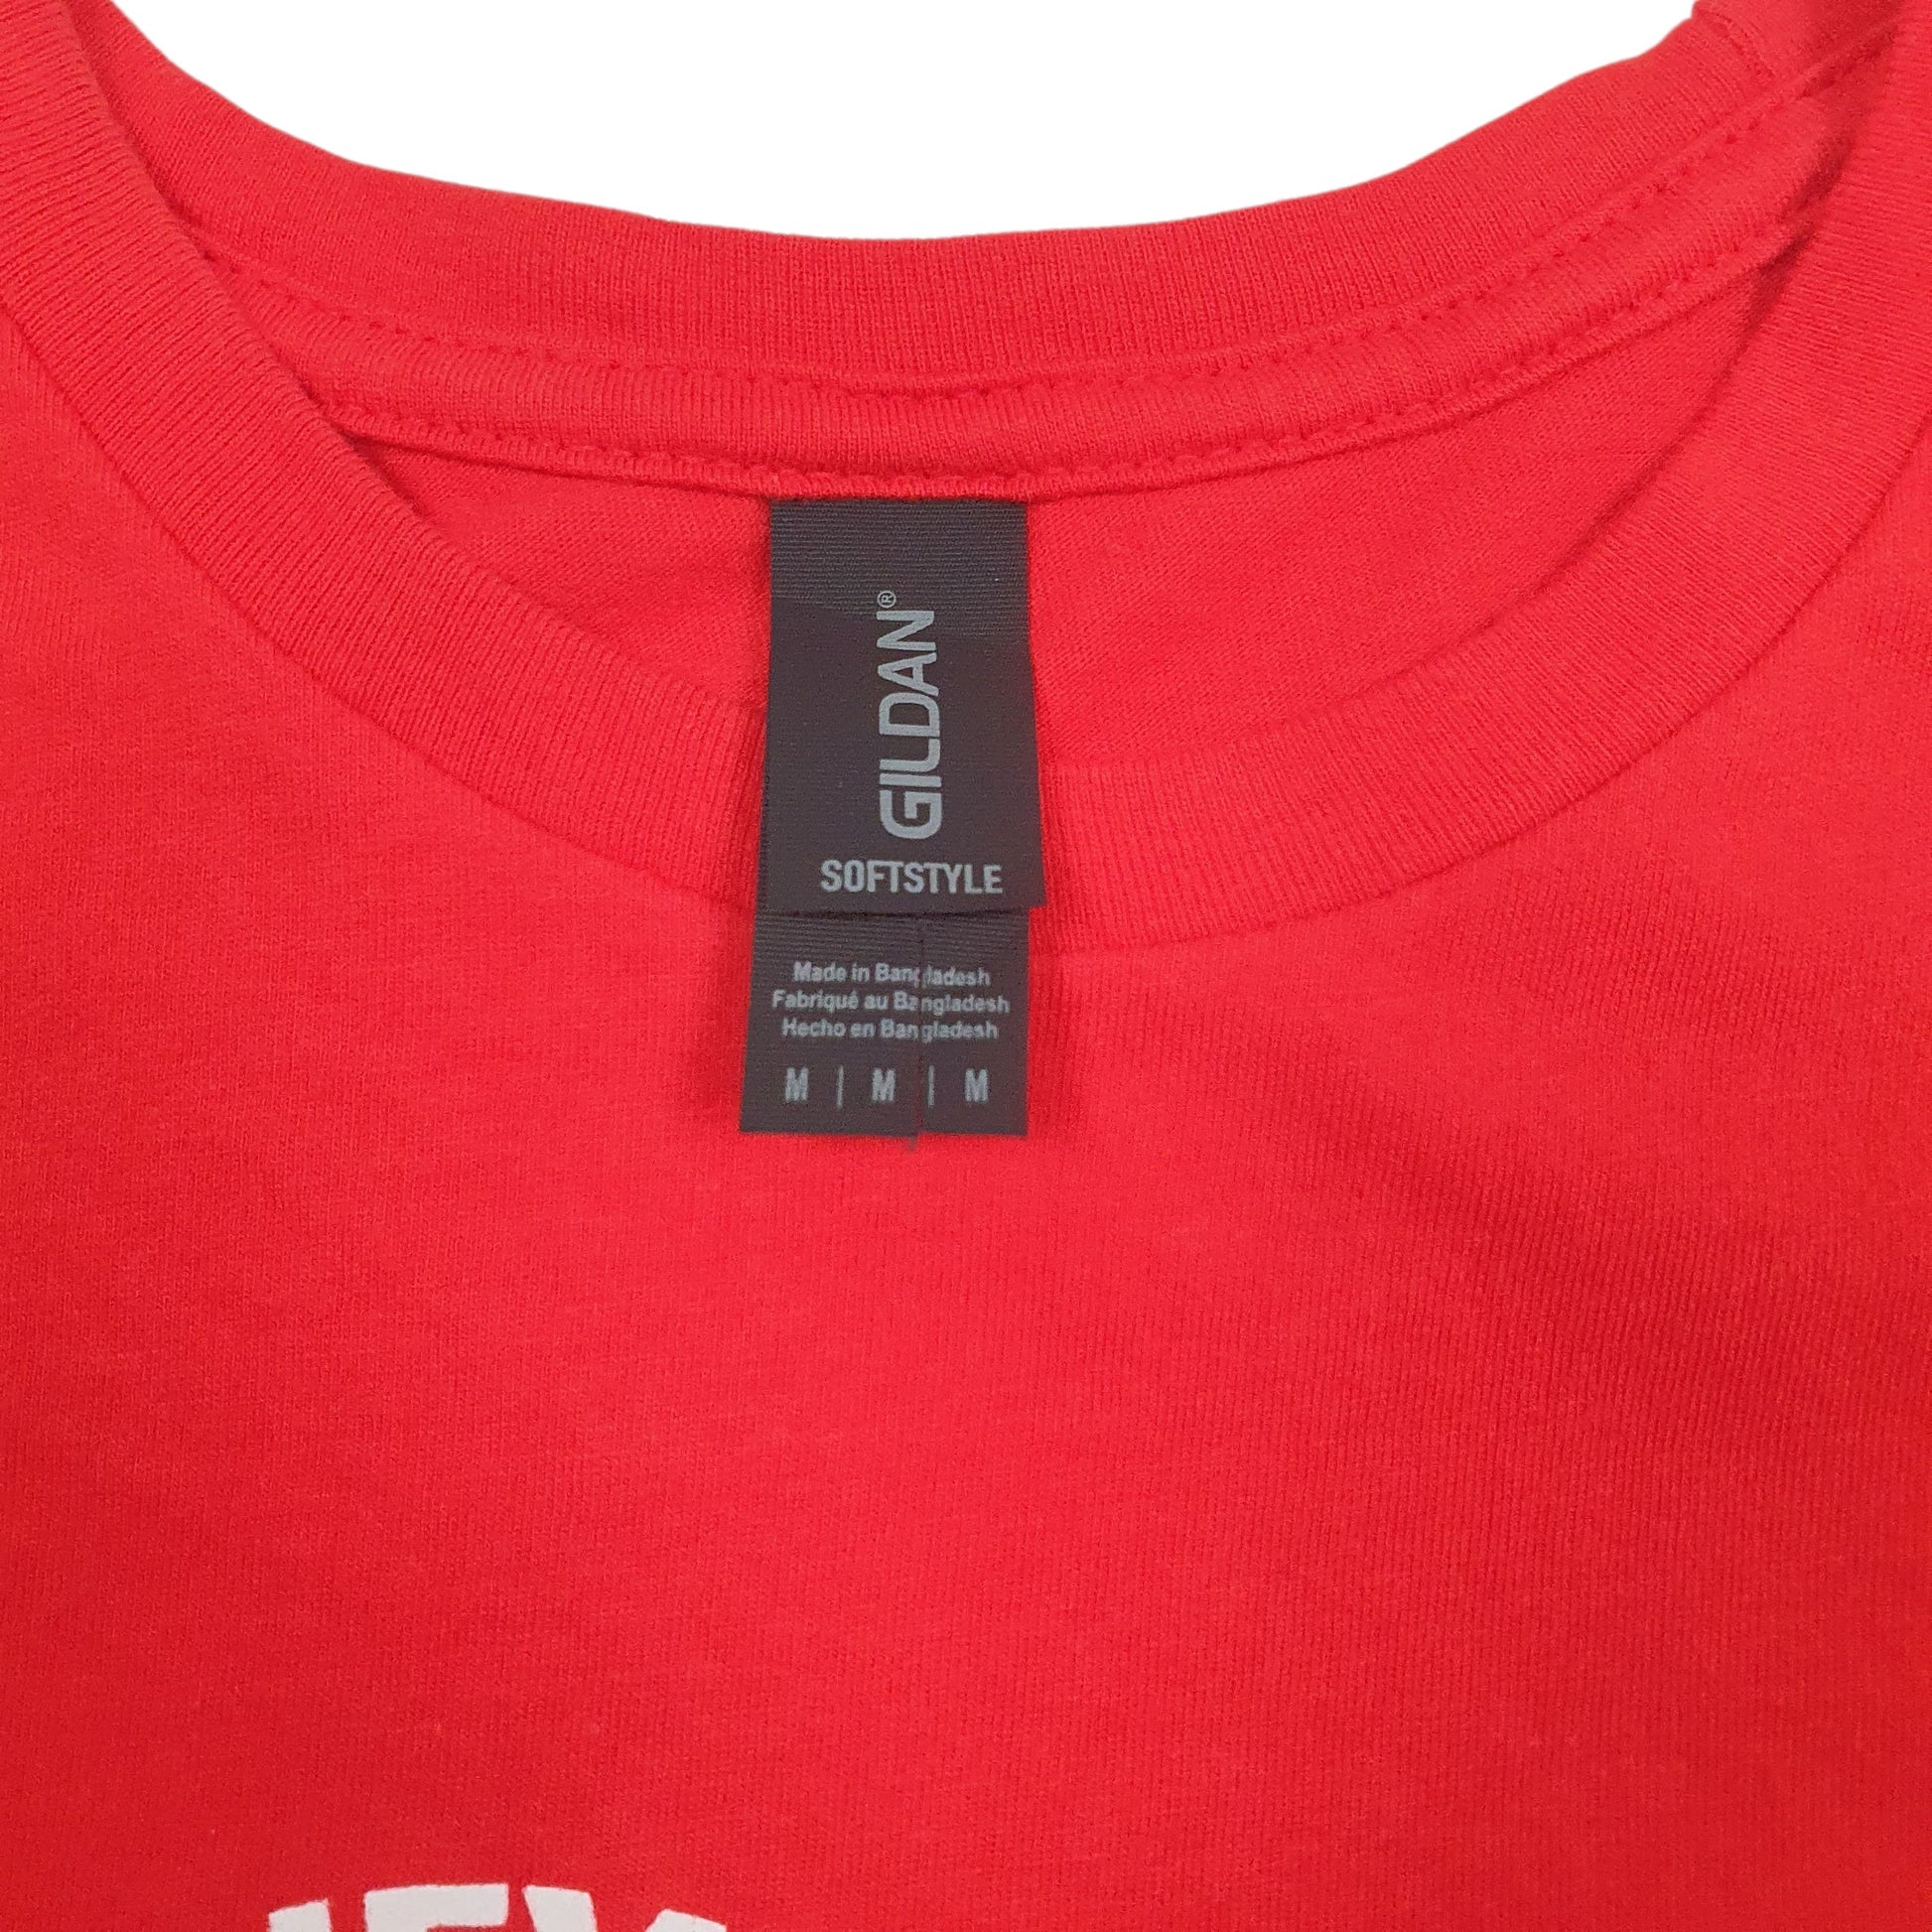 GILDAN®
SOFTSTYLE
Made in Bangladesh
Fabriqué au Bangladesh
Hecho en Bangladesh
M | M | M